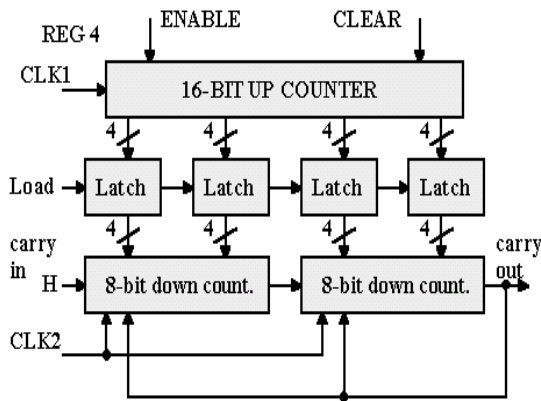 ENABLE CLEAR
REG 4
CLK1
16-BIT UP COUNTER
4 4 4 4
Load Latch Latch Latch Latch
4 4 4 4
carry in
H
8-bit down count.
8-bit down count.
carry out
CLK2